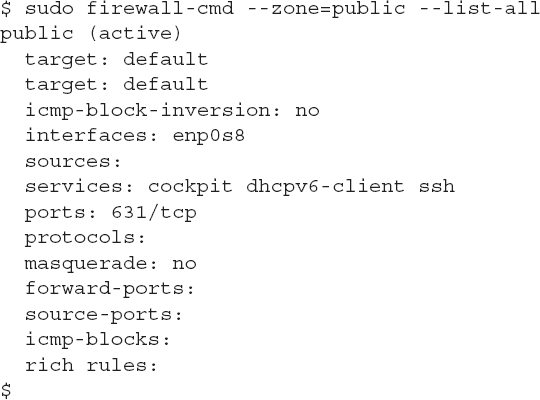 $ sudo firewall-cmd --zone=public --list-all
public (active)
  target: default
  target: default
  icmp-block-inversion: no
  interfaces: enp0s8
  sources:
  services: cockpit dhcpv6-client ssh
  ports: 631/tcp
  protocols:
  masquerade: no
  forward-ports:
  source-ports:
  icmp-blocks:
  rich rules:
$